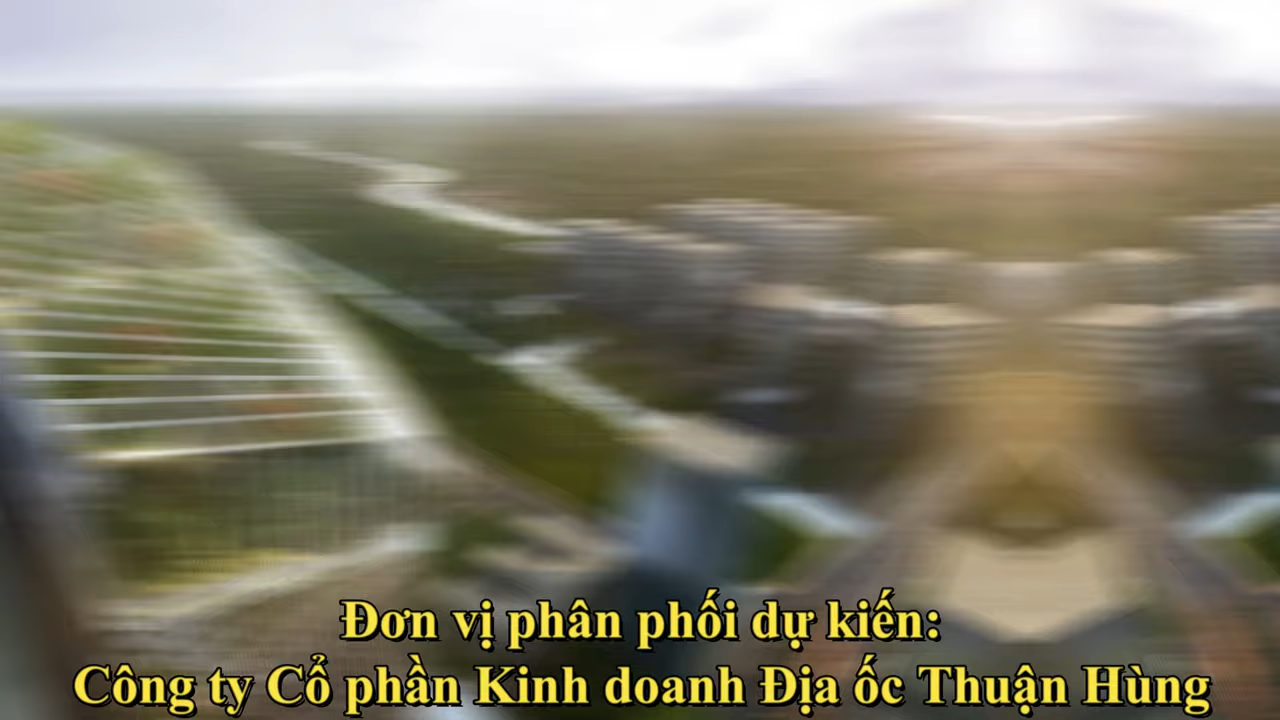 Đơn vị phân phối dự kiến:
Công ty Cổ phần Kinh doanh Địa ốc Thuận Hùng